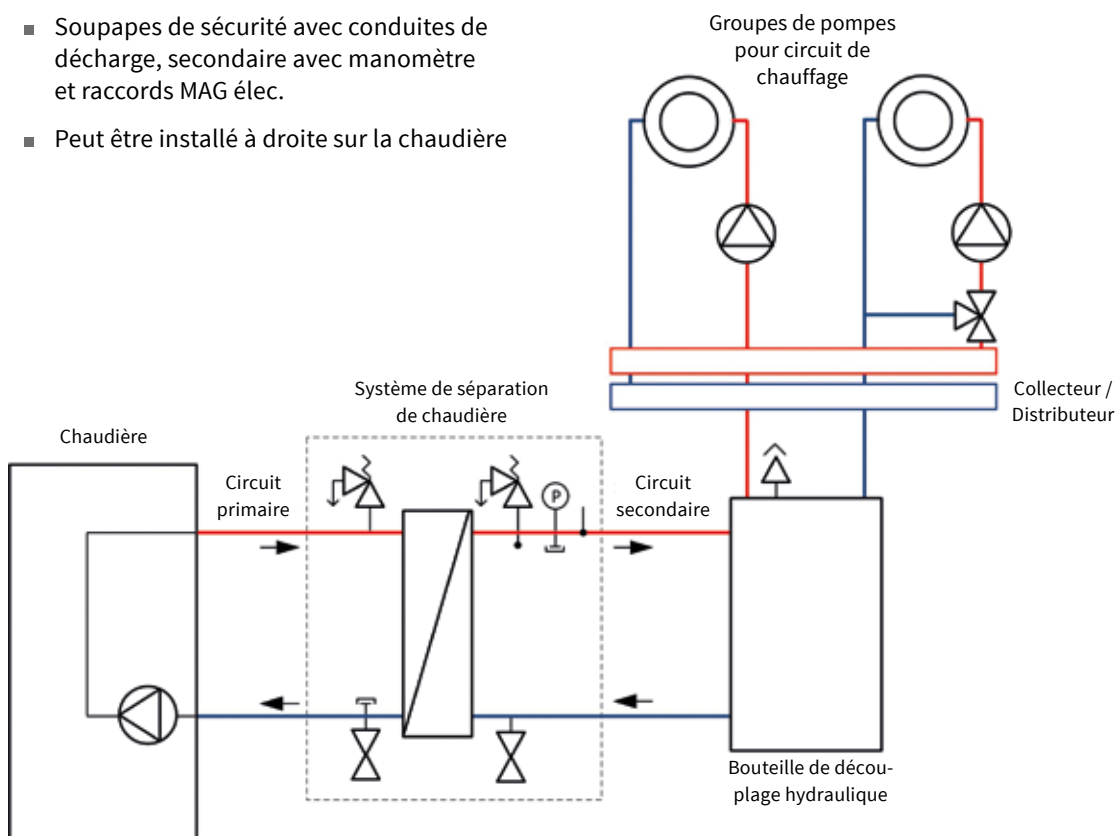 Soupapes de sécurité avec conduites de
décharge, secondaire avec manomètre
et raccords MAG élec.
Peut être installé à droite sur la chaudière
Groupes de pompes
pour circuit de
chauffage
Collecteur /
Distributeur
Système de séparation
de chaudière
Chaudière
Circuit
primaire
P
Circuit
secondaire
Bouteille de décou-
plage hydraulique